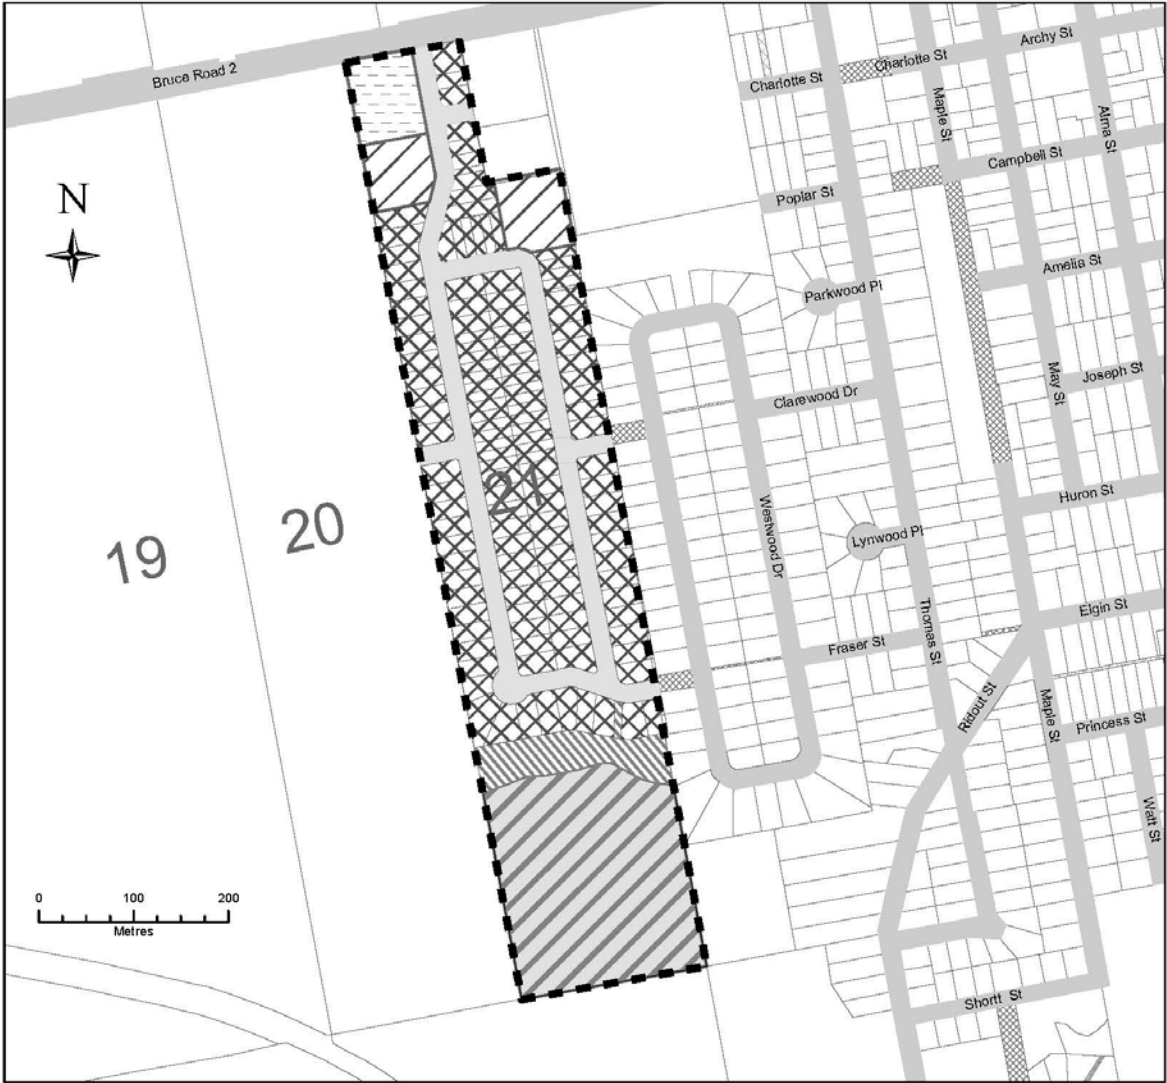 Archy St
Charlotte St
Bruce Road 2
Charlotte St
Maple St
Alma St
Campbell St
N
Poplar St
Amelia St
Parkwood Pl
Joseph St
May St
Clarewood Dr
21
Huron St
20
19
Westwood Dr
Lynwood Pl
Elgin St
Thomas St
Fraser St
Ridout St
Maple St
Princess St
Watt St
0 100 200
Metres
Shortt St